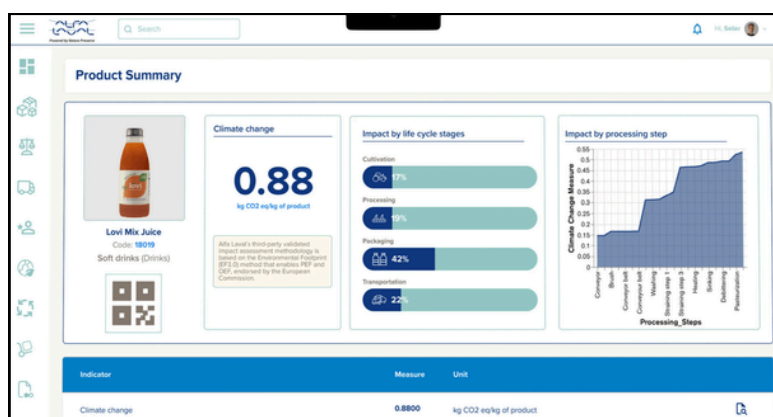 ALFA
LAVAL
Search
Hi, Seller
Product Summary
Lovi Mix Juice
Code: 18019
Soft drinks (Drinks)
Climate change
0.88
kg CO2 eq/kg of product
Alfa Laval's third-party validated
impact assessment methodology is
based on the Environmental Footprint
(EF3.0) method that enables PEF and
OEF, endorsed by the European
Commission.
Impact by life cycle stages
Cultivation
17%
Processing
19%
Packaging
42%
Transportation
22%
Impact by processing step
Climate Change Measure
0.55
0.5
0.45
0.4
0.35
0.3
0.25
0.2
0.15
0.1
0.05
0
Conveyor
Brush
Conveyor belt
Conveyour belt
Washing
Straining step 1
Straining step 3
Heating
Sinking
Debittering
Pasteurization
Processing_Steps
Indicator
Measure
Unit
Climate change
0.8800
kg CO2 eq/kg of product